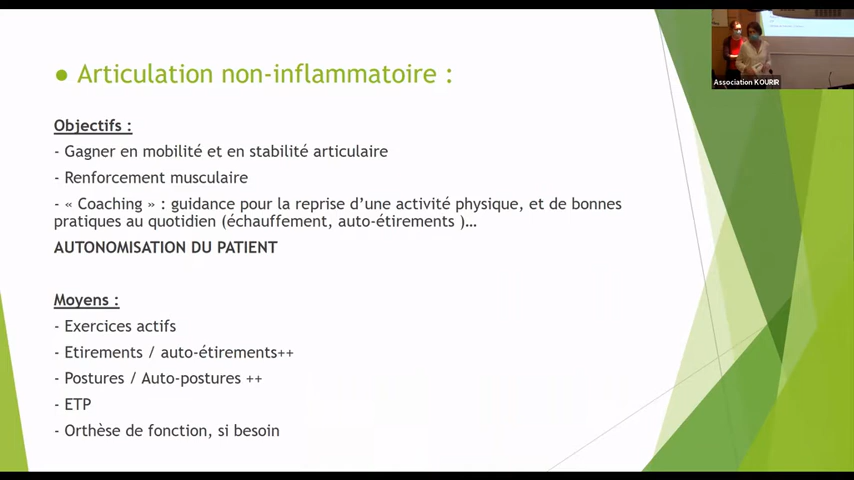 ● Articulation non-inflammatoire :
Association KOURIR
Objectifs :
- Gagner en mobilité et en stabilité articulaire
- Renforcement musculaire
- « Coaching » : guidance pour la reprise d’une activité physique, et de bonnes
pratiques au quotidien (échauffement, auto-étirements )…
AUTONOMISATION DU PATIENT
Moyens :
- Exercices actifs
- Etirements / auto-étirements++
- Postures / Auto-postures ++
- ETP
- Orthèse de fonction, si besoin